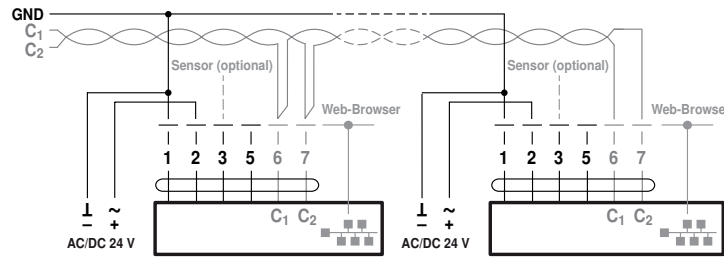 GND
C1
C2
Sensor (optional) Sensor (optional)
Web-Browser Web-Browse
1 2 3 5 6 7 1 2 3 5 6 7
⊥ ~ C1 C2 ⊥ ~ C1 C2
– + – +
AC/DC 24 V AC/DC 24 V